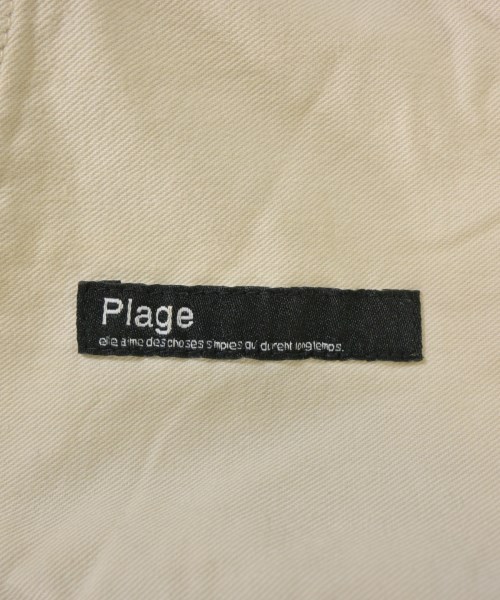 Plage
elle aime des choses simples qui durent longtemps.